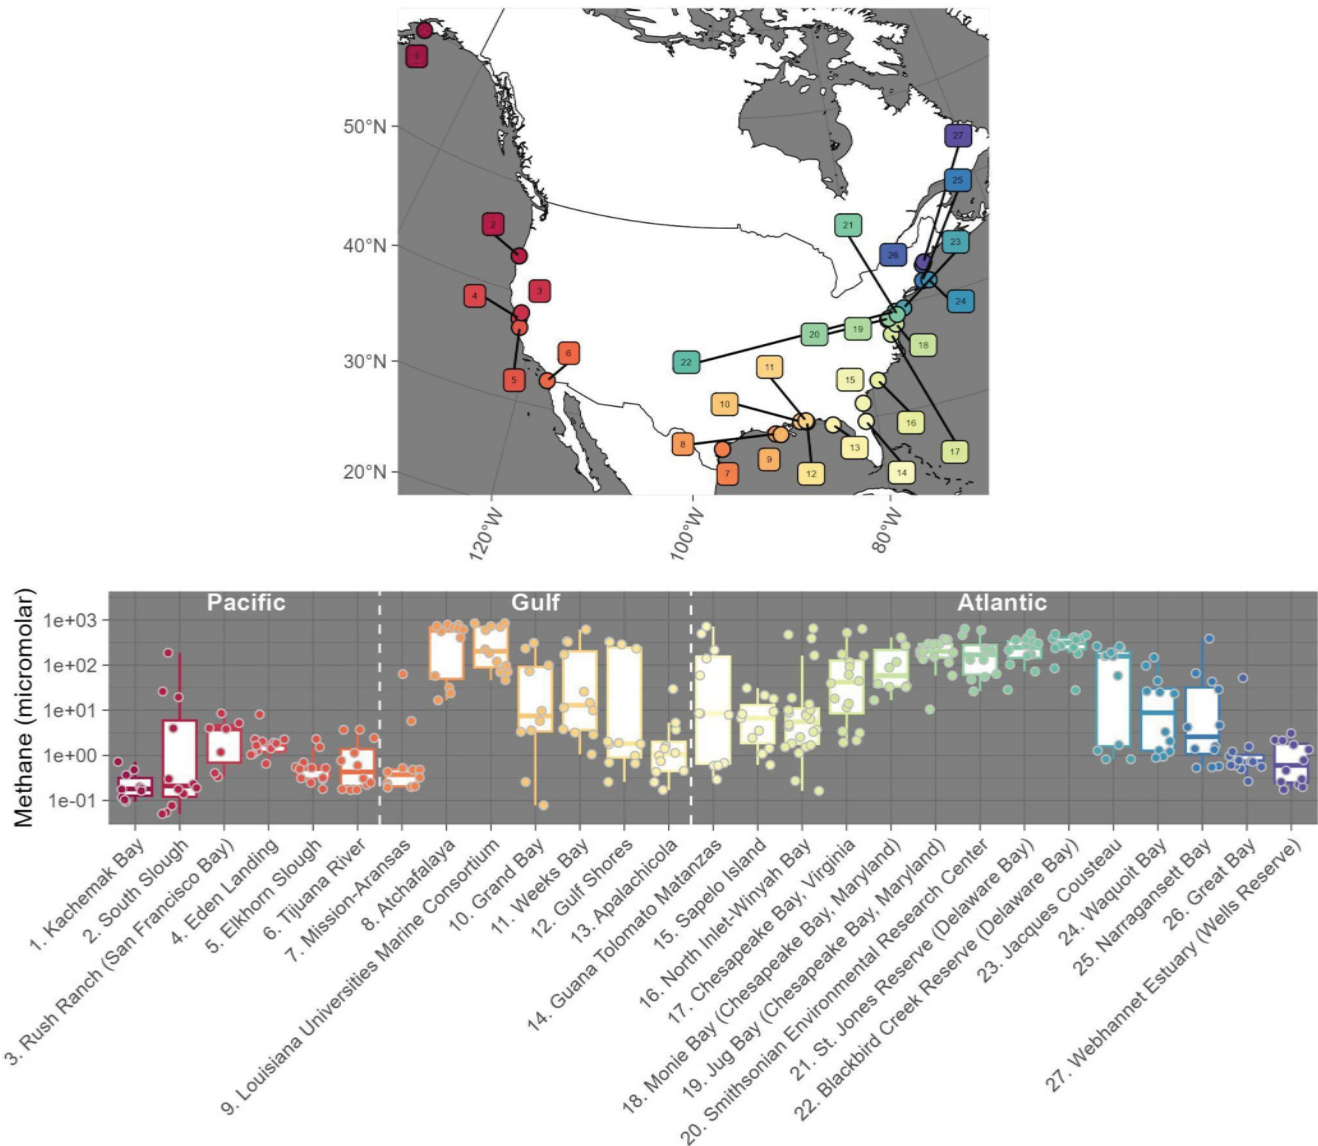 1
27
50°N
25
2
21
40°N
23
26
3
4
24
20
19
18
22
30°N
6
11
5
15
10
16
8
13
17
9
20°N
7
12
14
120°W
100°W
80°W
Methane (micromolar)
Pacific
Gulf
Atlantic
1e+03
1e+02
1e+01
1e+00
1e-01
1. Kachemak Bay
2. South Slough
3. Rush Ranch (San Francisco Bay)
4. Eden Landing
5. Elkhorn Slough
6. Tijuana River
7. Mission-Aransas
8. Atchafalaya
9. Louisiana Universities Marine Consortium
10. Grand Bay
11. Weeks Bay
12. Gulf Shores
13. Apalachicola
14. Guana Tolomato Matanzas
15. Sapelo Island
16. North Inlet-Winyah Bay
17. Chesapeake Bay, Virginia
18. Monie Bay (Chesapeake Bay, Maryland)
19. Jug Bay (Chesapeake Bay, Maryland)
20. Smithsonian Environmental Research Center
21. St. Jones Reserve (Delaware Bay)
22. Blackbird Creek Reserve (Delaware Bay)
23. Jacques Cousteau
24. Waquoit Bay
25. Narragansett Bay
26. Great Bay
27. Webhannet Estuary (Wells Reserve)